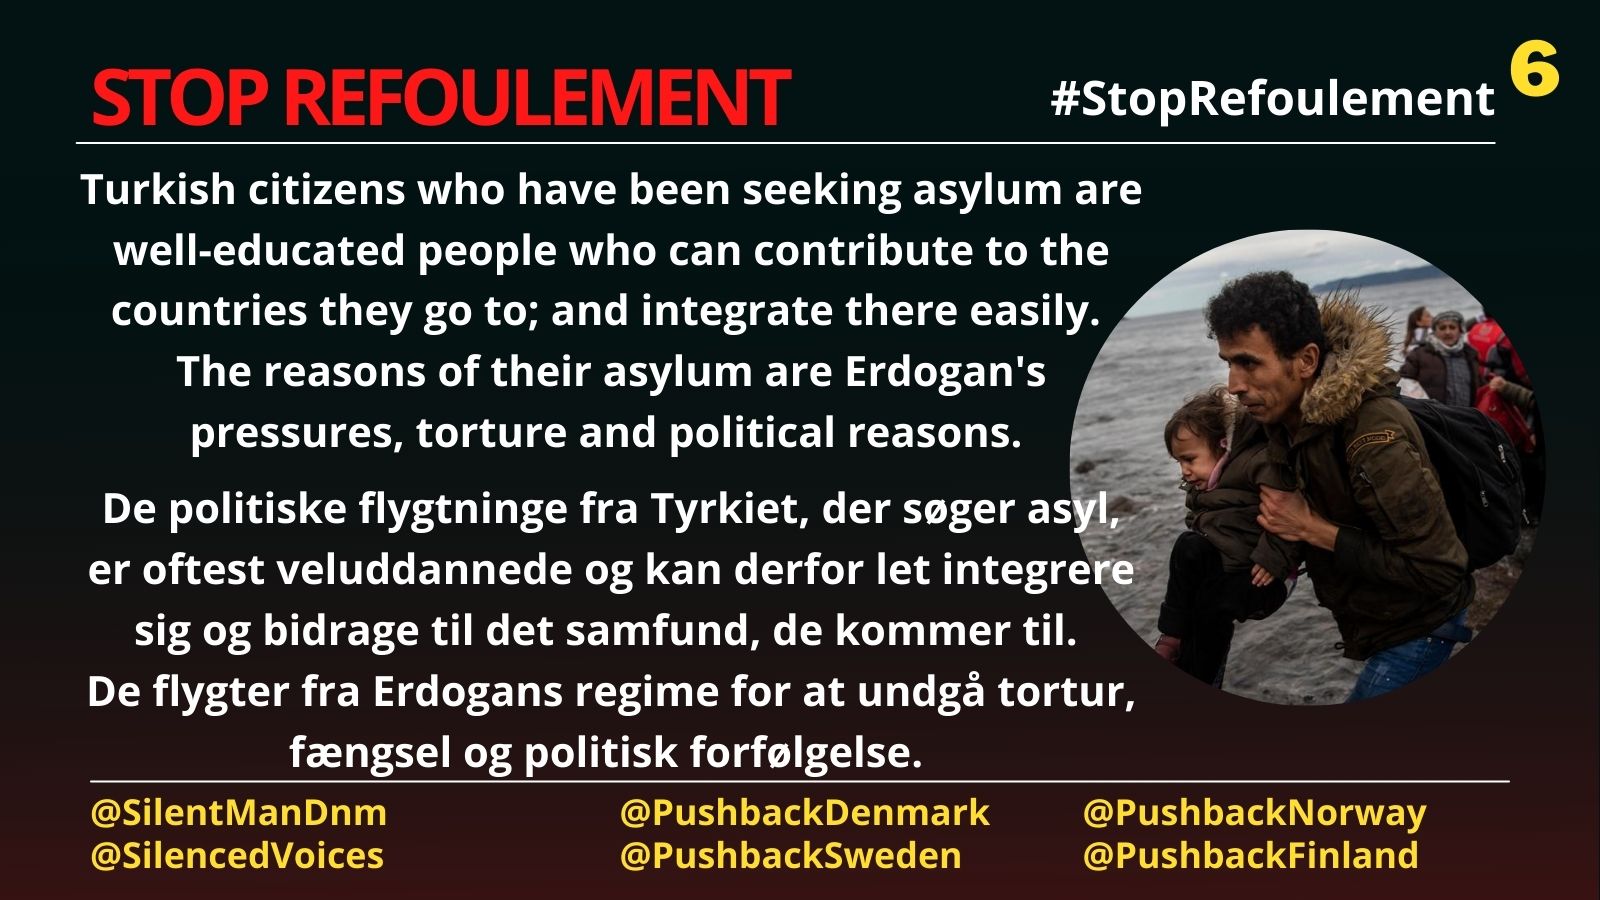 STOP REFOULEMENT
#StopRefoulement
6
Turkish citizens who have been seeking asylum are
well-educated people who can contribute to the
countries they go to; and integrate there easily.
The reasons of their asylum are Erdogan's
pressures, torture and political reasons.
De politiske flygtninge fra Tyrkiet, der søger asyl,
er oftest veluddannede og kan derfor let integrere
sig og bidrage til det samfund, de kommer til.
De flygter fra Erdogans regime for at undgå tortur,
fængsel og politisk forfølgelse.
@SilentManDnm
@SilencedVoices
@PushbackDenmark
@PushbackSweden
@PushbackNorway
@PushbackFinland